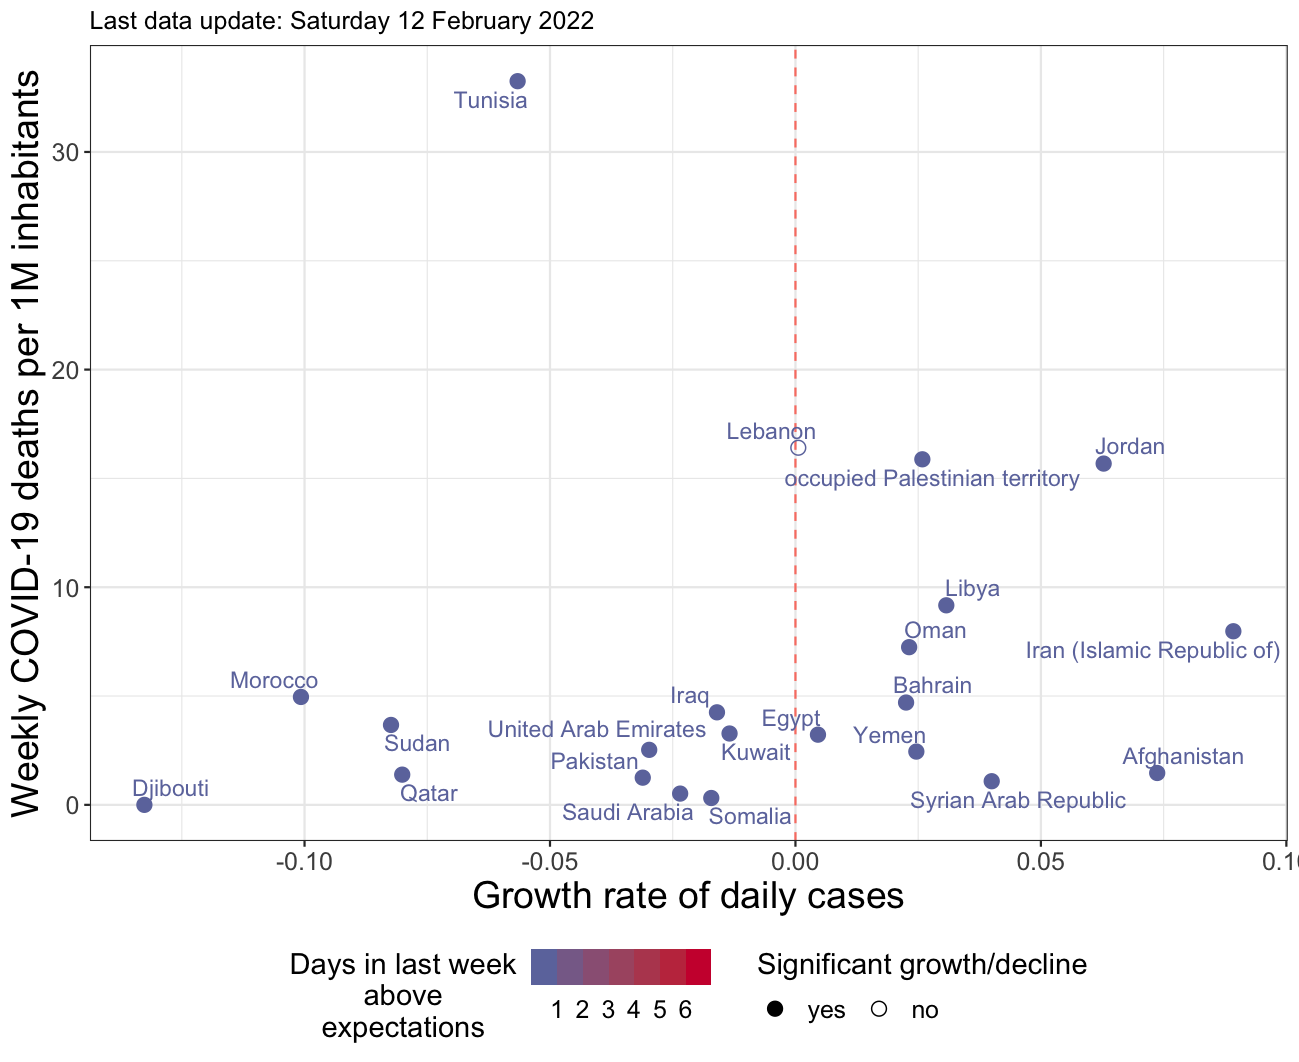 Last data update: Saturday 12 February 2022
Weekly COVID-19 deaths per 1M inhabitants
30
20
10
0
Tunisia
Lebanon
occupied Palestinian territory
Jordan
Libya
Oman
Iran (Islamic Republic of)
Morocco
Bahrain
Iraq
Egypt
United Arab Emirates
Yemen
Sudan
Kuwait
Pakistan
Afghanistan
Djibouti
Qatar
Syrian Arab Republic
Saudi Arabia
Somalia
-0.10
-0.05
0.00
0.05
0.1
Growth rate of daily cases
Days in last week
above
expectations
1 2 3 4 5 6
Significant growth/decline
yes
no